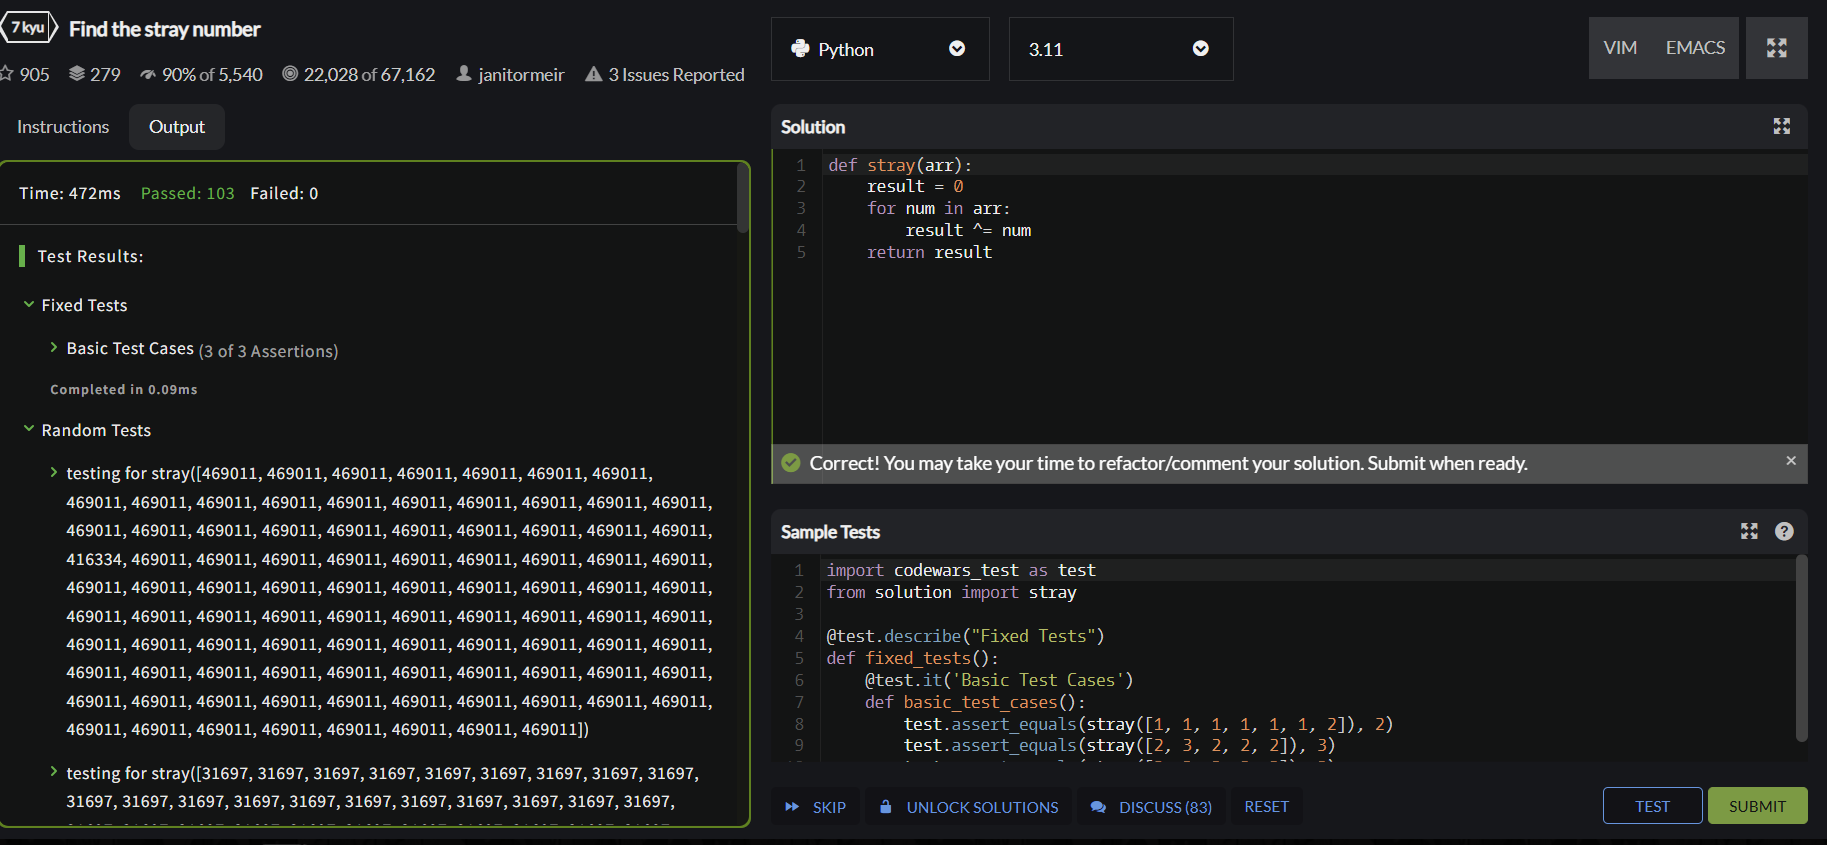 7 kyu Find the stray number
905 279 90% of 5,540 22,028 of 67,162 janitormeir 3 Issues Reported
Instructions Output
Time: 472ms Passed: 103 Failed: 0
Test Results:
Fixed Tests
Basic Test Cases (3 of 3 Assertions)
Completed in 0.09ms
Random Tests
testing for stray([469011, 469011, 469011, 469011, 469011, 469011, 469011,
469011, 469011, 469011, 469011, 469011, 469011, 469011, 469011, 469011, 469011,
469011, 469011, 469011, 469011, 469011, 469011, 469011, 469011, 469011, 469011,
416334, 469011, 469011, 469011, 469011, 469011, 469011, 469011, 469011, 469011,
469011, 469011, 469011, 469011, 469011, 469011, 469011, 469011, 469011, 469011,
469011, 469011, 469011, 469011, 469011, 469011, 469011, 469011, 469011, 469011,
469011, 469011, 469011, 469011, 469011, 469011, 469011, 469011, 469011, 469011,
469011, 469011, 469011, 469011, 469011, 469011, 469011, 469011, 469011, 469011,
469011, 469011, 469011, 469011, 469011, 469011, 469011, 469011, 469011, 469011,
469011, 469011, 469011, 469011, 469011, 469011, 469011, 469011])
testing for stray([31697, 31697, 31697, 31697, 31697, 31697, 31697, 31697, 31697,
31697, 31697, 31697, 31697, 31697, 31697, 31697, 31697, 31697, 31697, 31697,
Python 3.11 VIM EMACS
Solution
1 def stray(arr):
2 result = 0
3 for num in arr:
4 result ^= num
5 return result
Correct! You may take your time to refactor/comment your solution. Submit when ready.
Sample Tests
1 import codewars_test as test
2 from solution import stray
3
4 @test.describe("Fixed Tests")
5 def fixed_tests():
6 @test.it('Basic Test Cases')
7 def basic_test_cases():
8 test.assert_equals(stray([1, 1, 1, 1, 1, 1, 2]), 2)
9 test.assert_equals(stray([2, 3, 2, 2, 2]), 3)
SKIP UNLOCK SOLUTIONS DISCUSS (83) RESET TEST SUBMIT